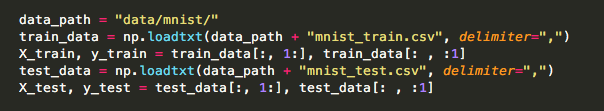 data_path = "data/mnist/"
train_data = np.loadtxt(data_path + "mnist_train.csv", delimiter=",")
X_train, y_train = train_data[:, 1:], train_data[: , :1]
test_data = np.loadtxt(data_path + "mnist_test.csv", delimiter=",")
X_test, y_test = test_data[:, 1:], test_data[: , :1]